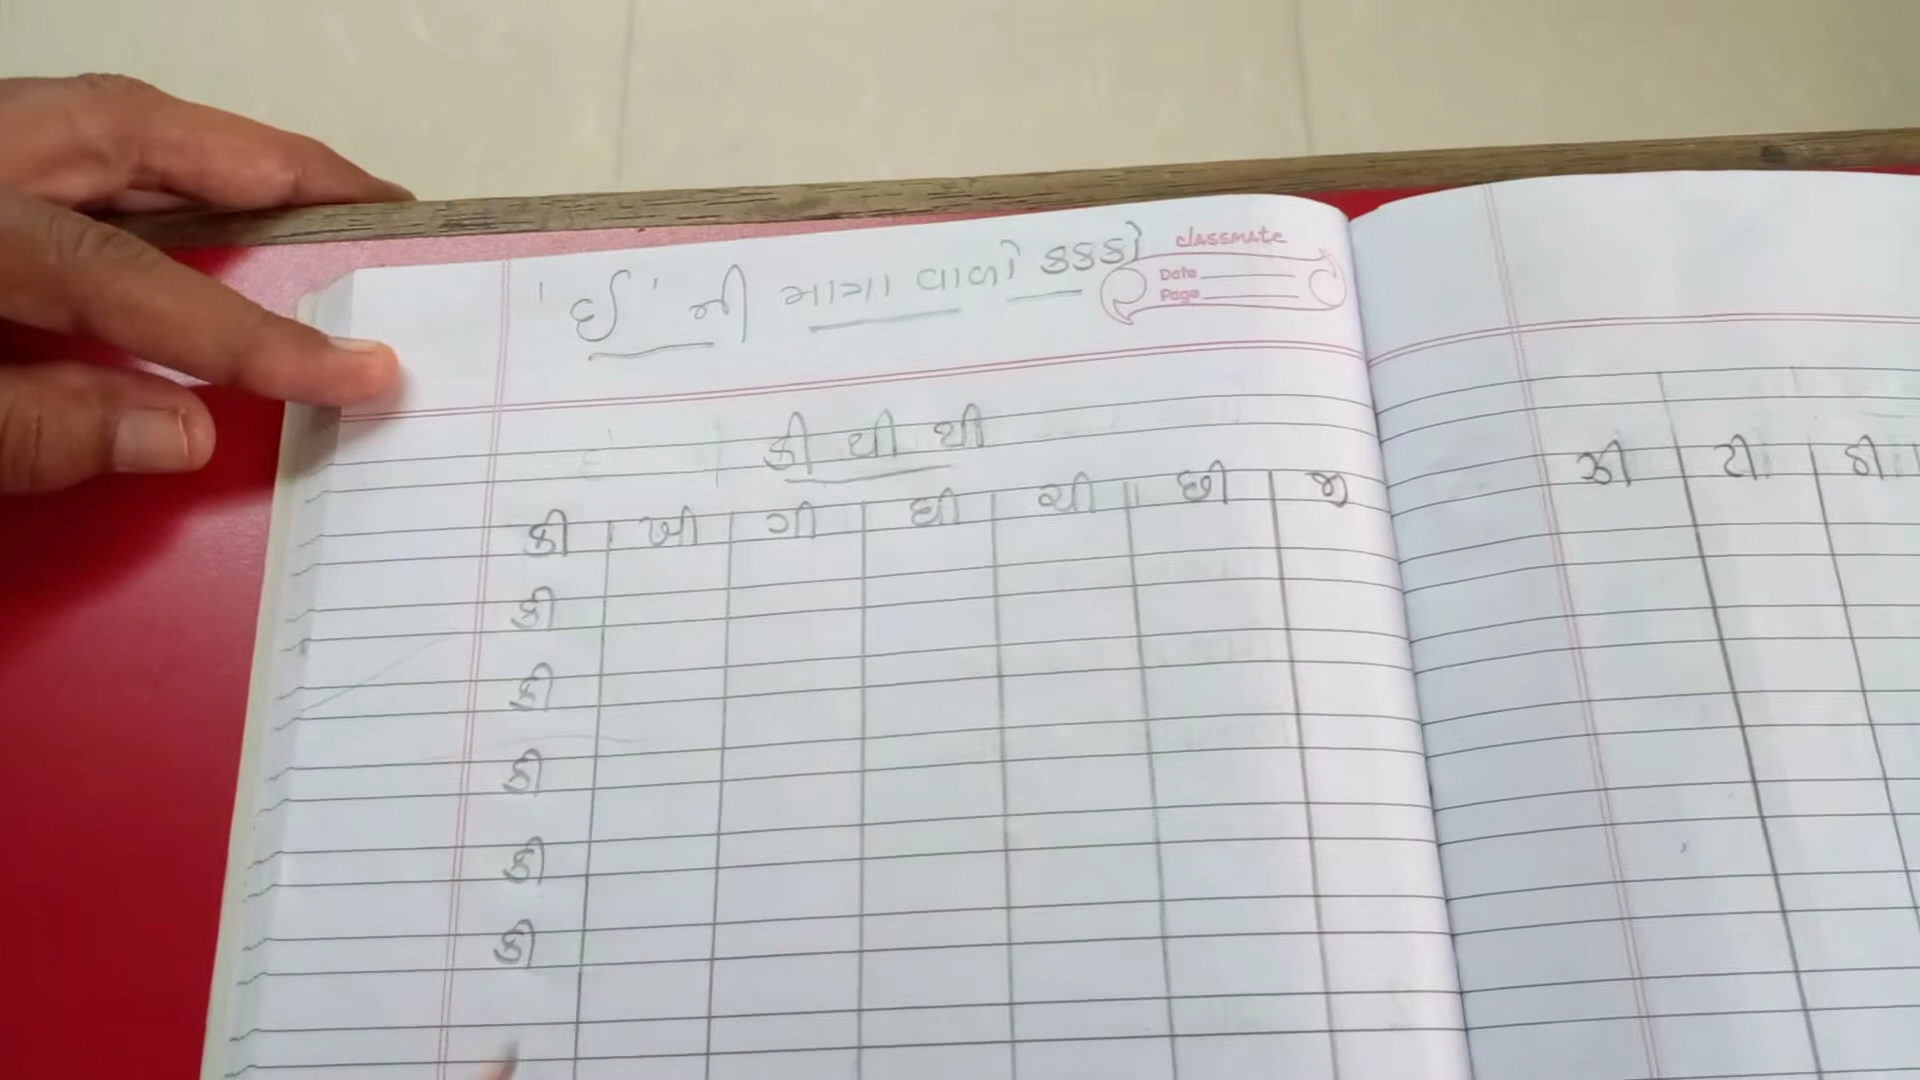 'ઈ' ની માત્રા વાળો કક્કો
classmate
Date
Page
કી થી થી
કી ખી ગી ઘી ચી છી જી
કી
કી
કી
કી
કી
ઝી ટી ઠી